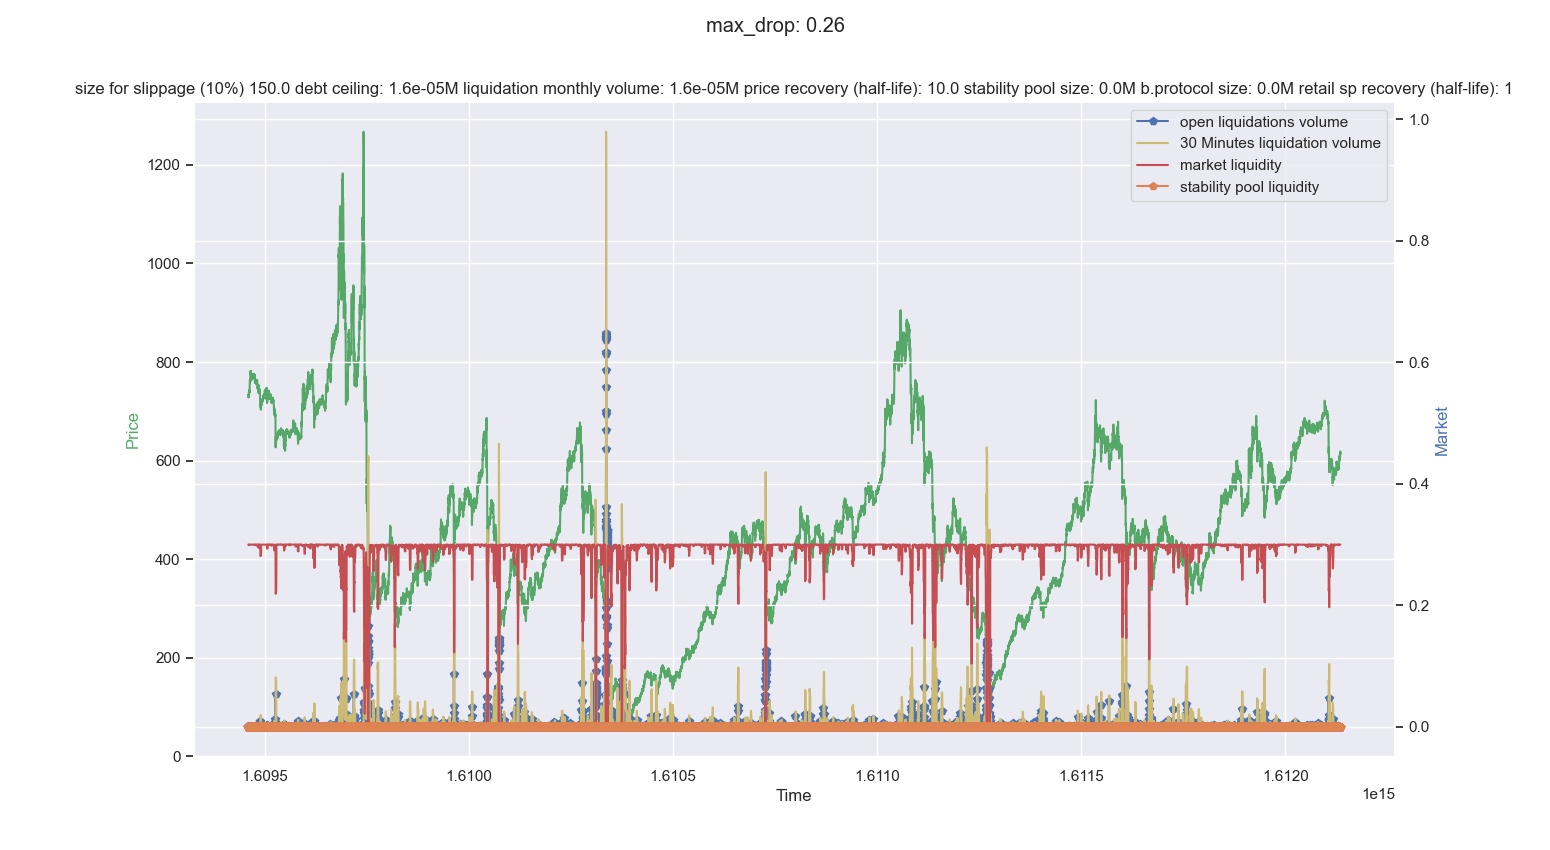 max_drop: 0.26
size for slippage (10%) 150.0 debt ceiling: 1.6e-05M liquidation monthly volume: 1.6e-05M price recovery (half-life): 10.0 stability pool size: 0.0M b.protocol size: 0.0M retail sp recovery (half-life): 1
open liquidations volume
30 Minutes liquidation volume
market liquidity
stability pool liquidity
Price
1200
1000
800
600
400
200
0
Market
1.0
0.8
0.6
0.4
0.2
0.0
1.6095 1.6100 1.6105 1.6110 1.6115 1.6120
Time
1e15